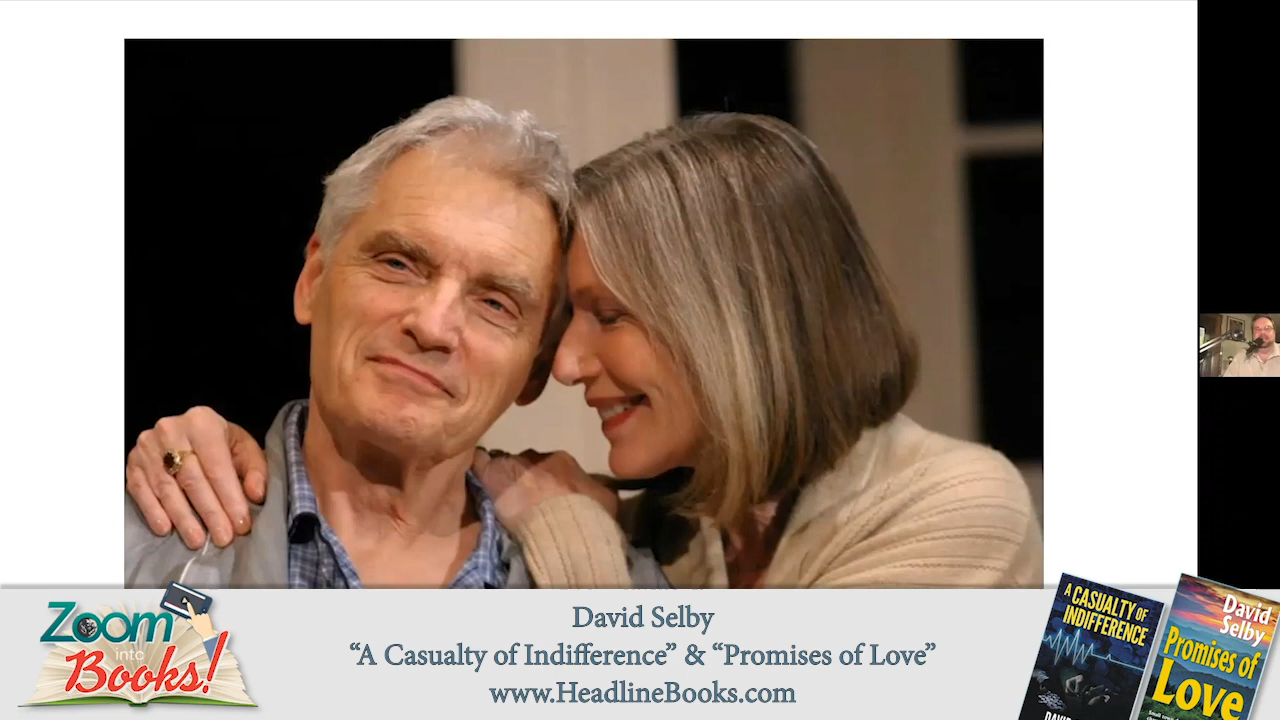 David Selby
“A Casualty of Indifference” & “Promises of Love”
www.HeadlineBooks.com
Zoom
into
Books!
A CASUALTY OF
INDIFFERENCE
David
Selby
Promises of
Love